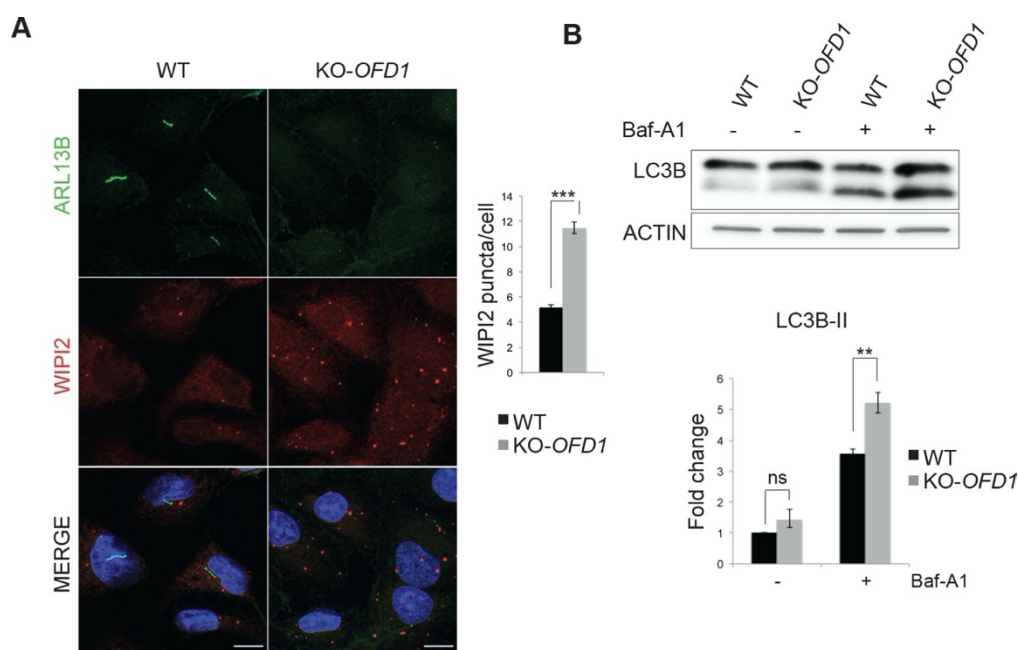 A
WT KO-OFD1
ARL13B
WIPI2
MERGE
WIPI2 puncta/cell
14
12
10
8
6
4
2
0
***
WT
KO-OFD1
B
WT KO-OFD1 WT KO-OFD1
Baf-A1 - - + +
LC3B
ACTIN
LC3B-II
Fold change
6
5
4
3
2
1
0
ns
**
WT
KO-OFD1
- + Baf-A1